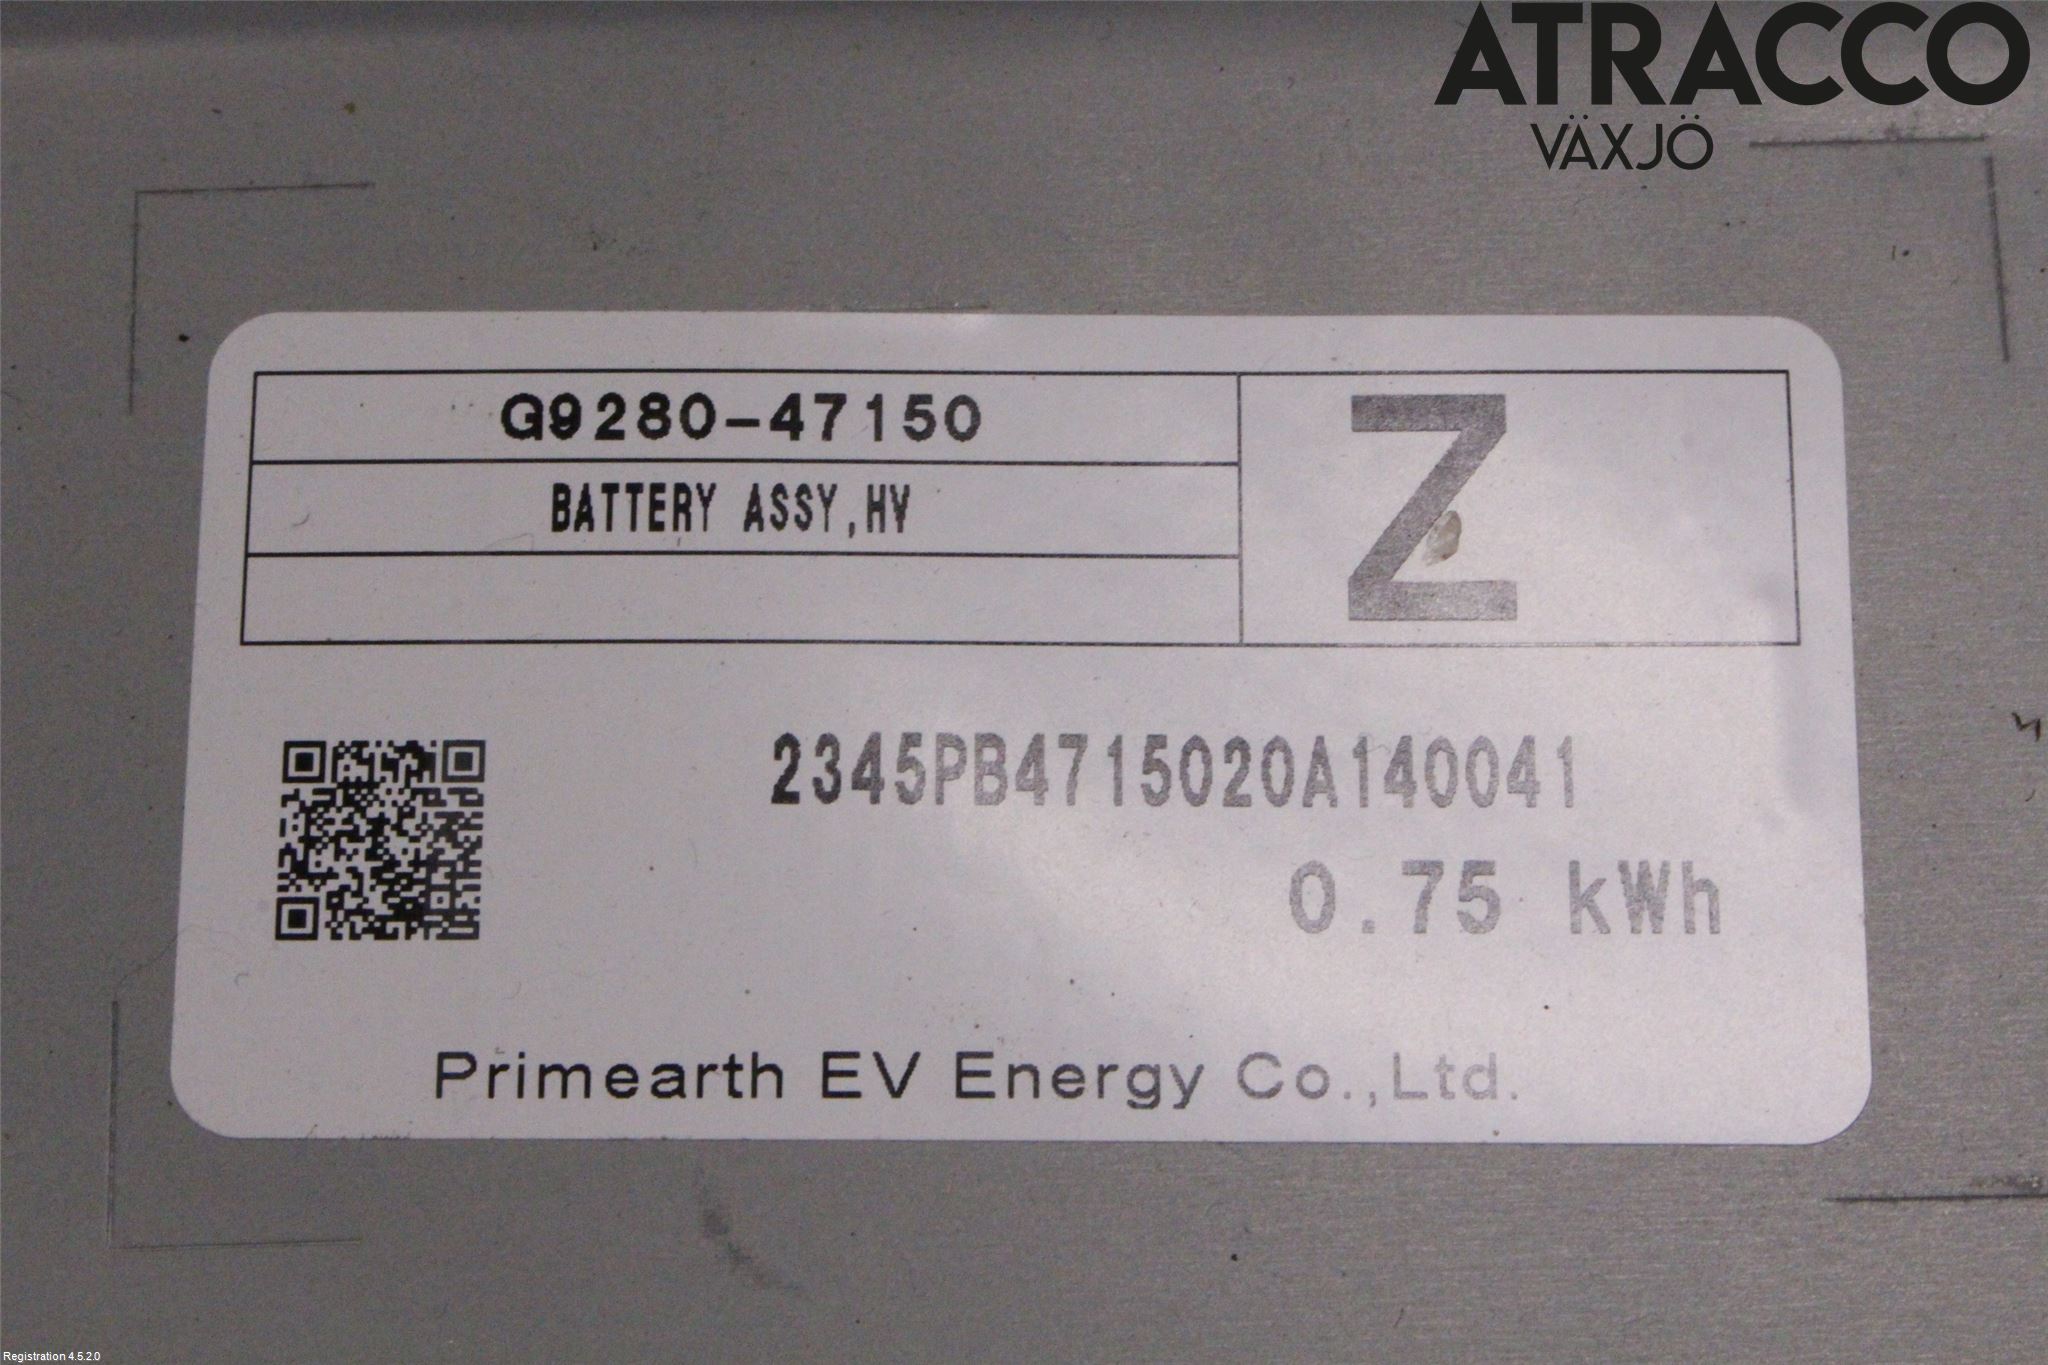 ATRACCO
VÄXJÖ
G9280-47150
BATTERY ASSY,HV
Z
2345PB4715020A140041
0.75 kWh
Primearth EV Energy Co.,Ltd.
Registration 4.5.2.0